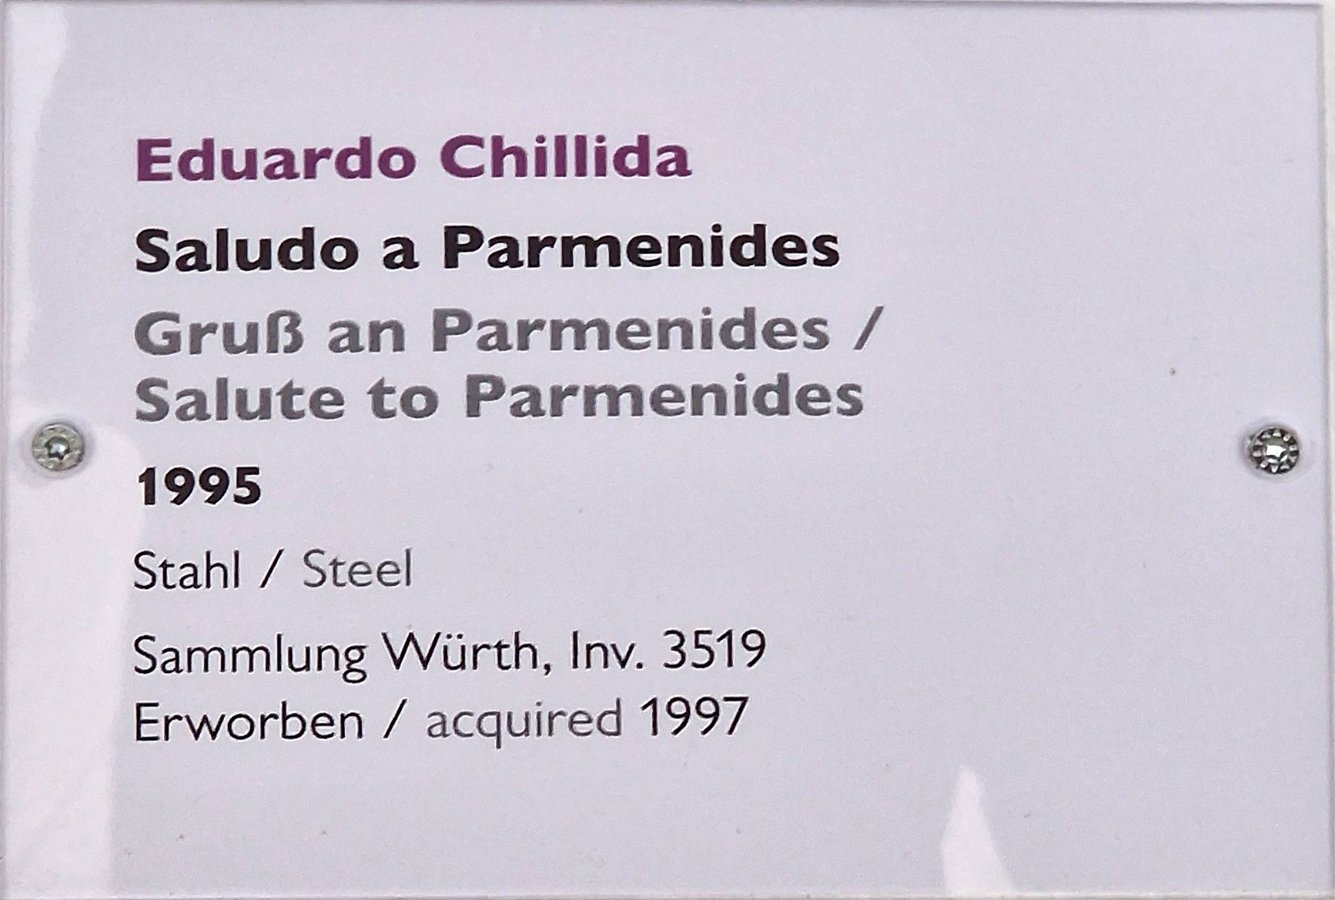 Eduardo Chillida
Saludo a Parmenides
Gruß an Parmenides /
Salute to Parmenides
1995
Stahl / Steel
Sammlung Würth, Inv. 3519
Erworben / acquired 1997